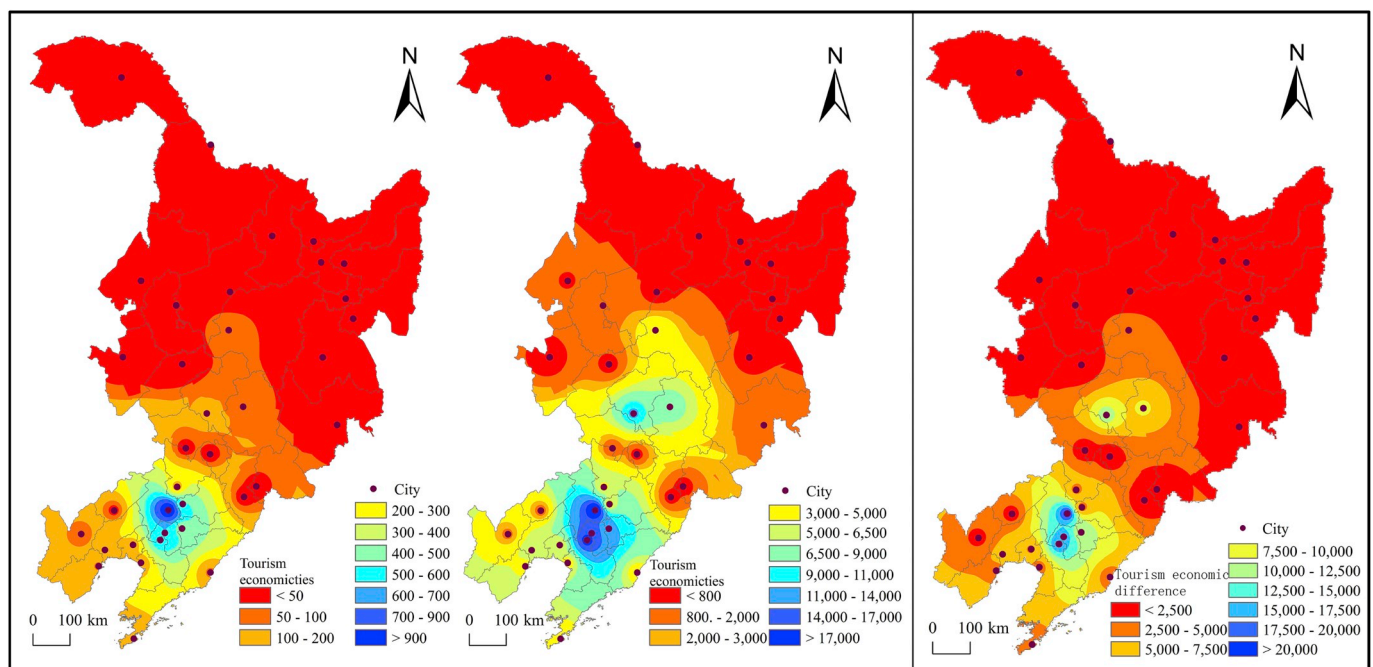 N
City
200 - 300
300 - 400
400 - 500
500 - 600
600 - 700
700 - 900
> 900
Tourism
economicties
< 50
50 - 100
100 - 200
0 100 km
N
City
3,000 - 5,000
5,000 - 6,500
6,500 - 9,000
9,000 - 11,000
11,000 - 14,000
14,000 - 17,000
> 17,000
Tourism
economicties
< 800
800. - 2,000
2,000 - 3,000
0 100 km
N
City
7,500 - 10,000
10,000 - 12,500
12,500 - 15,000
15,000 - 17,500
17,500 - 20,000
> 20,000
Tourism economic
difference
< 2,500
2,500 - 5,000
5,000 - 7,500
0 100 km